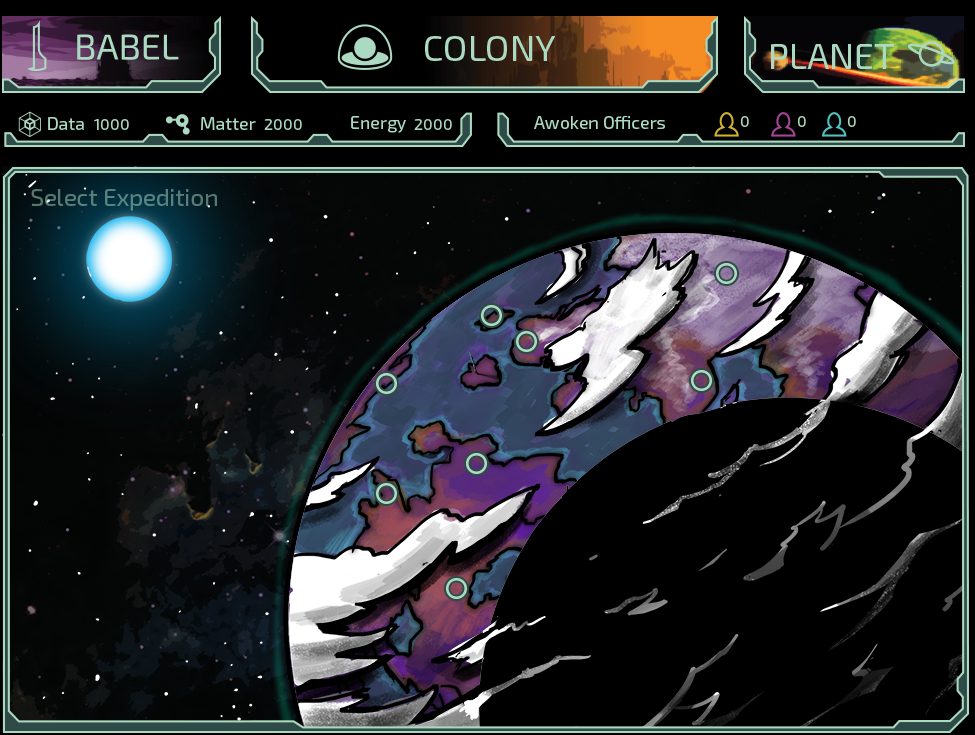 BABEL
COLONY
PLANET
Data 1000
Matter 2000
Energy 2000
Awoken Officers
0
0
0
Select Expedition